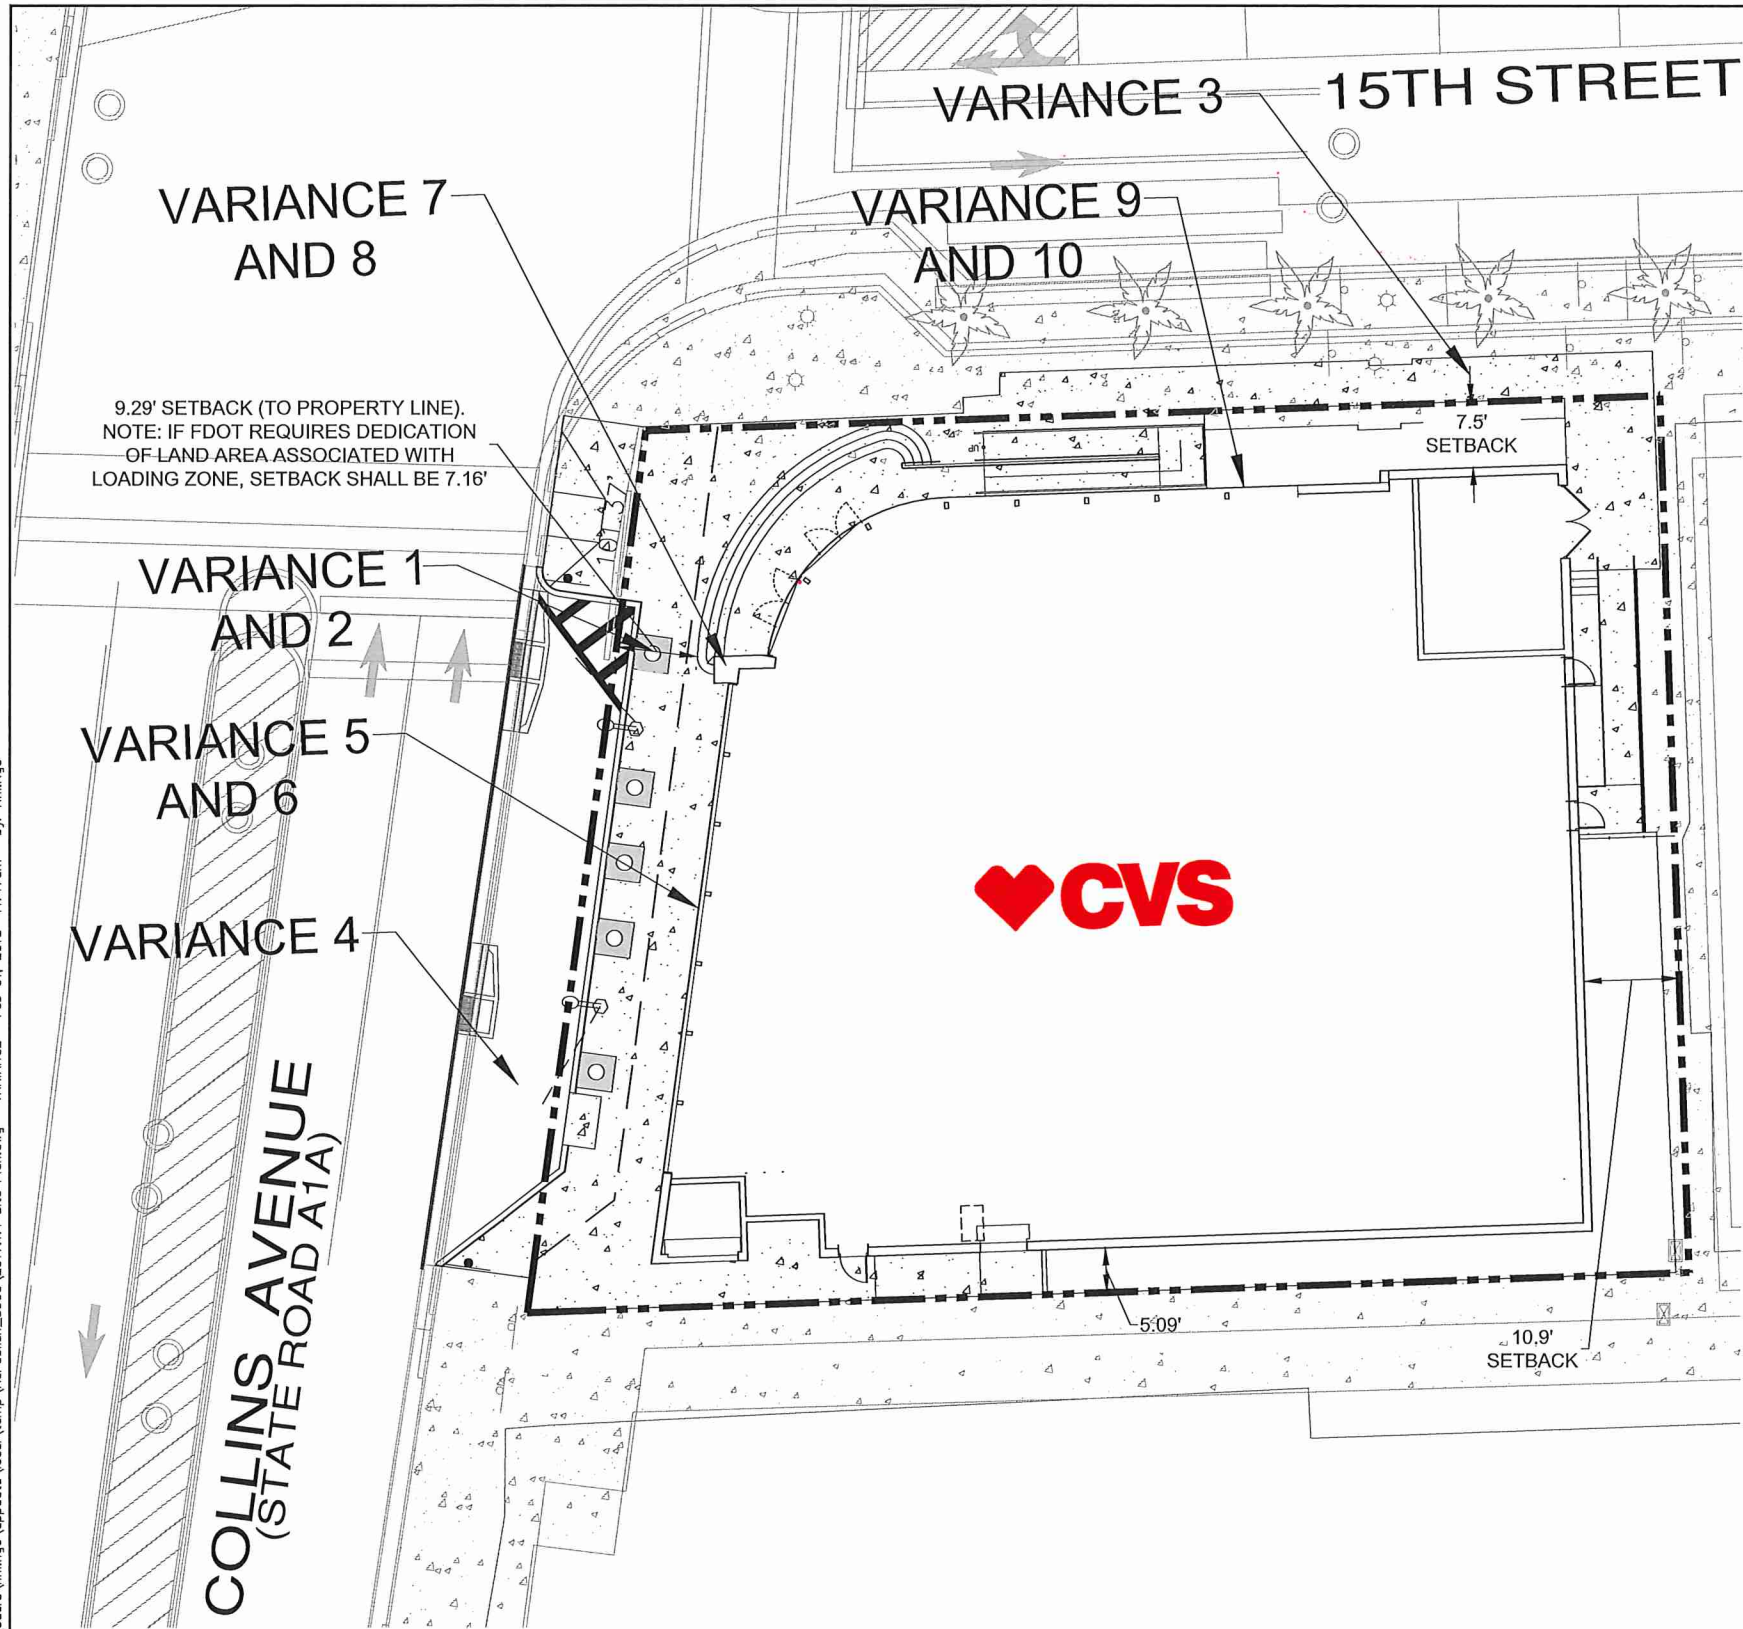 VARIANCE 3
15TH STREET
VARIANCE 7
AND 8
VARIANCE 9
AND 10
9.29' SETBACK (TO PROPERTY LINE).
NOTE: IF FDOT REQUIRES DEDICATION
OF LAND AREA ASSOCIATED WITH
LOADING ZONE, SETBACK SHALL BE 7.16'
7.5'
SETBACK
UP
VARIANCE 1
AND 2
VARIANCE 5
AND 6
CVS
VARIANCE 4
COLLINS AVENUE
(STATE ROAD A1A)
5.09'
10.9'
SETBACK